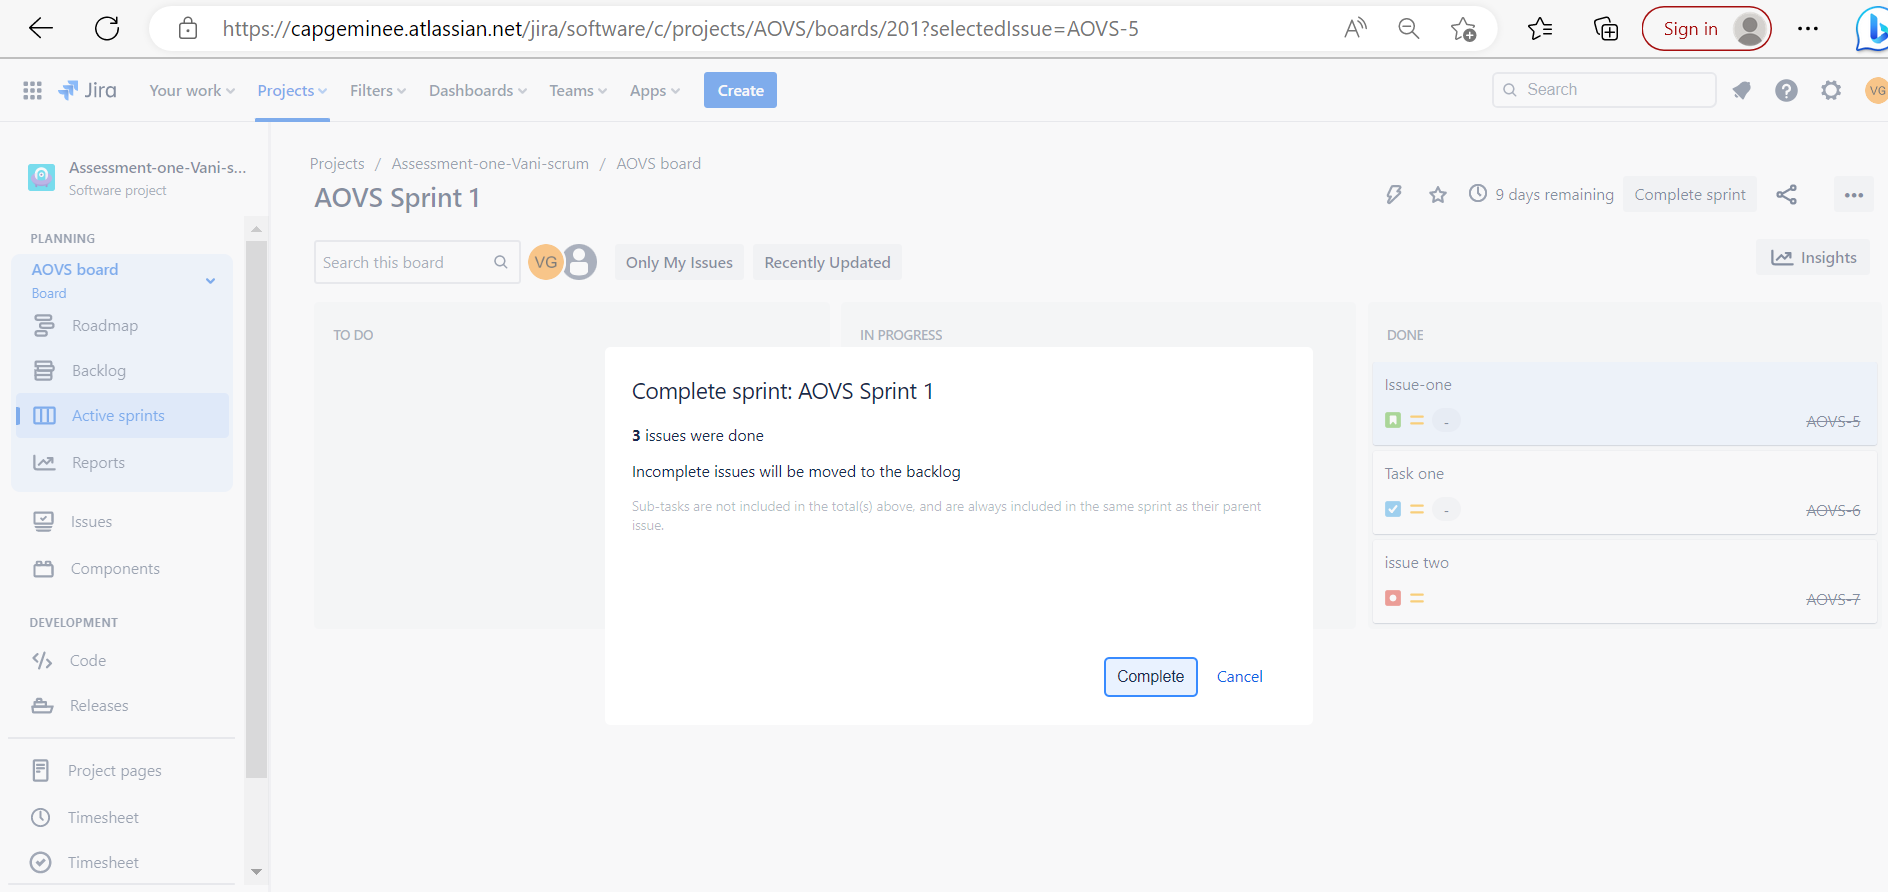 https://capgeminee.atlassian.net/jira/software/c/projects/AOVS/boards/201?selectedIssue=AOVS-5
A
Sign in
Jira
Your work
Projects
Filters
Dashboards
Teams
Apps
Create
Search
VG
Assessment-one-Vani-s...
Software project
PLANNING
AOVS board
Board
Roadmap
Backlog
Active sprints
Reports
Issues
Components
DEVELOPMENT
Code
Releases
Project pages
Timesheet
Timesheet
Projects / Assessment-one-Vani-scrum / AOVS board
AOVS Sprint 1
9 days remaining
Complete sprint
Search this board
VG
Only My Issues
Recently Updated
Insights
TO DO
IN PROGRESS
DONE
Issue-one
-
AOVS-5
Task one
-
AOVS-6
issue two
AOVS-7
Complete sprint: AOVS Sprint 1
3 issues were done
Incomplete issues will be moved to the backlog
Sub-tasks are not included in the total(s) above, and are always included in the same sprint as their parent
issue.
Complete
Cancel